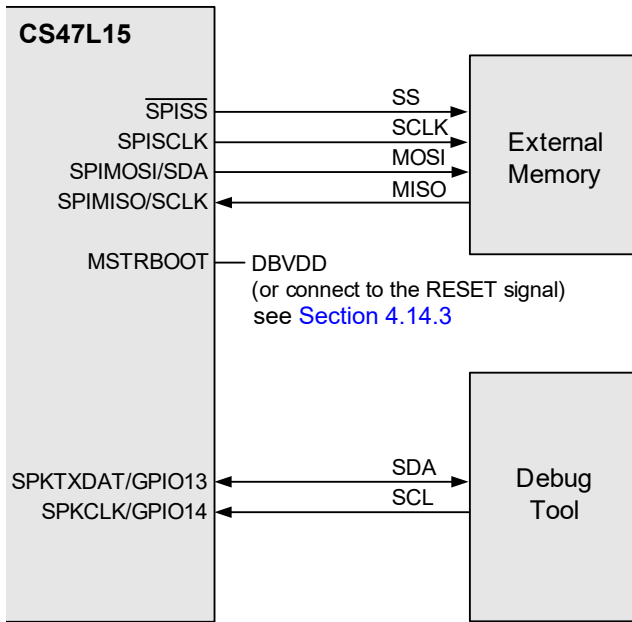 CS47L15
SPISS
SPISCLK
SPIMOSI/SDA
SPIMISO/SCLK
SS
SCLK
MOSI
MISO
External
Memory
MSTRBOOT
DBVDD
(or connect to the RESET signal)
see Section 4.14.3
SPKTXDAT/GPIO13
SPKCLK/GPIO14
SDA
SCL
Debug
Tool